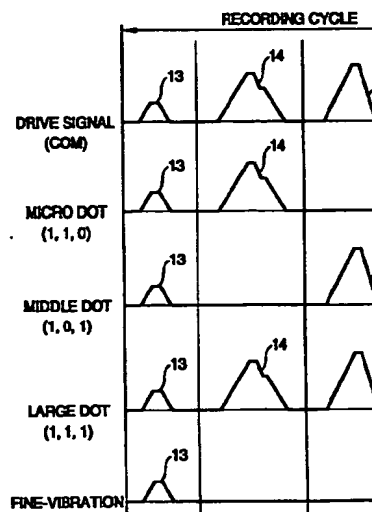 RECORDING CYCLE
13
14
DRIVE SIGNAL
(COM)
13
14
MICRO DOT
(1, 1, 0)
13
MIDDLE DOT
(1, 0, 1)
13
14
LARGE DOT
(1, 1, 1)
13
FINE-VIBRATION